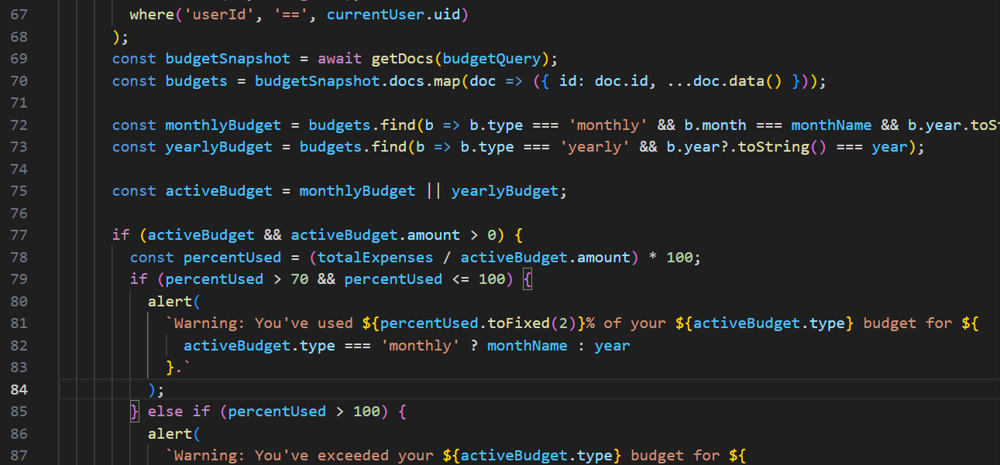 67 where('userId', '==', currentUser.uid)
68 );
69 const budgetSnapshot = await getDocs(budgetQuery);
70 const budgets = budgetSnapshot.docs.map(doc => ({ id: doc.id, ...doc.data() }));
71
72 const monthlyBudget = budgets.find(b => b.type === 'monthly' && b.month === monthName && b.year.toSt
73 const yearlyBudget = budgets.find(b => b.type === 'yearly' && b.year?.toString() === year);
74
75 const activeBudget = monthlyBudget || yearlyBudget;
76
77 if (activeBudget && activeBudget.amount > 0) {
78 const percentUsed = (totalExpenses / activeBudget.amount) * 100;
79 if (percentUsed > 70 && percentUsed <= 100) {
80 alert(
81 `Warning: You've used ${percentUsed.toFixed(2)}% of your ${activeBudget.type} budget for ${
82 activeBudget.type === 'monthly' ? monthName : year
83 }.`
84 );
85 } else if (percentUsed > 100) {
86 alert(
87 `Warning: You've exceeded your ${activeBudget.type} budget for ${